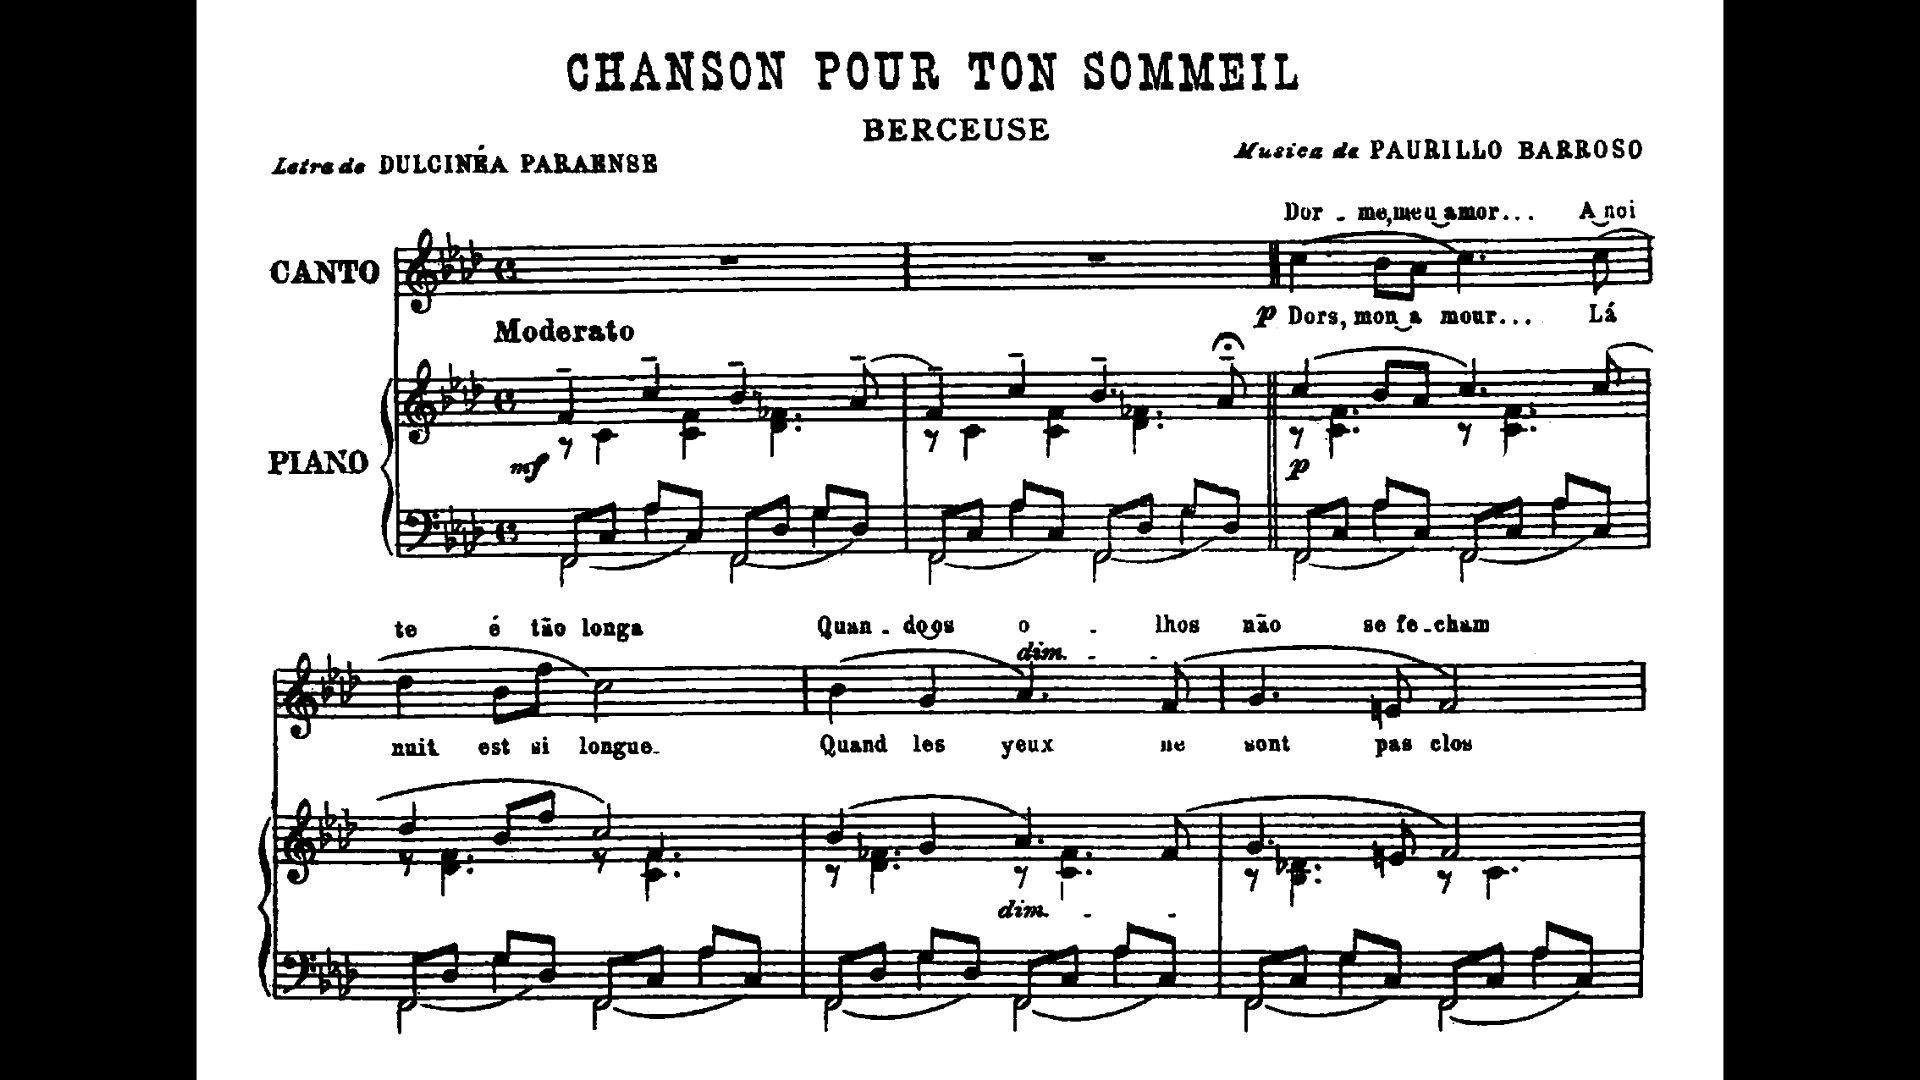 CHANSON POUR TON SOMMEIL
BERCEUSE
Letra de DULCINÉA PARAENSE
Musica de PAURILLO BARROSO
Dor - me, meu amor... A noi
CANTO
p Dors, mon a mour... Lá
Moderato
PIANO
mf
p
te é tão longa Quan - do os o - lhos não se fe - cham
dim. - -
nuit est si longue - Quand les yeux ne sont pas clos
dim. - -